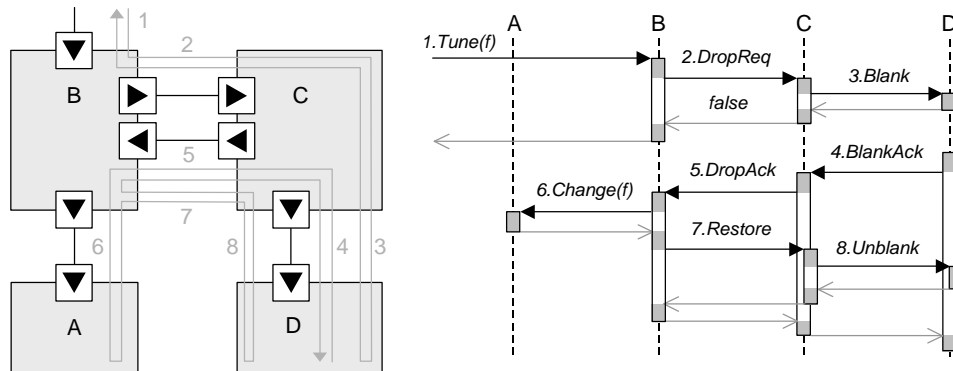 1
2
B
C
5
7
6
8
4
3
A
D
A
B
C
D
1.Tune(f)
2.DropReq
3.Blank
false
4.BlankAck
5.DropAck
6.Change(f)
7.Restore
8.Unblank